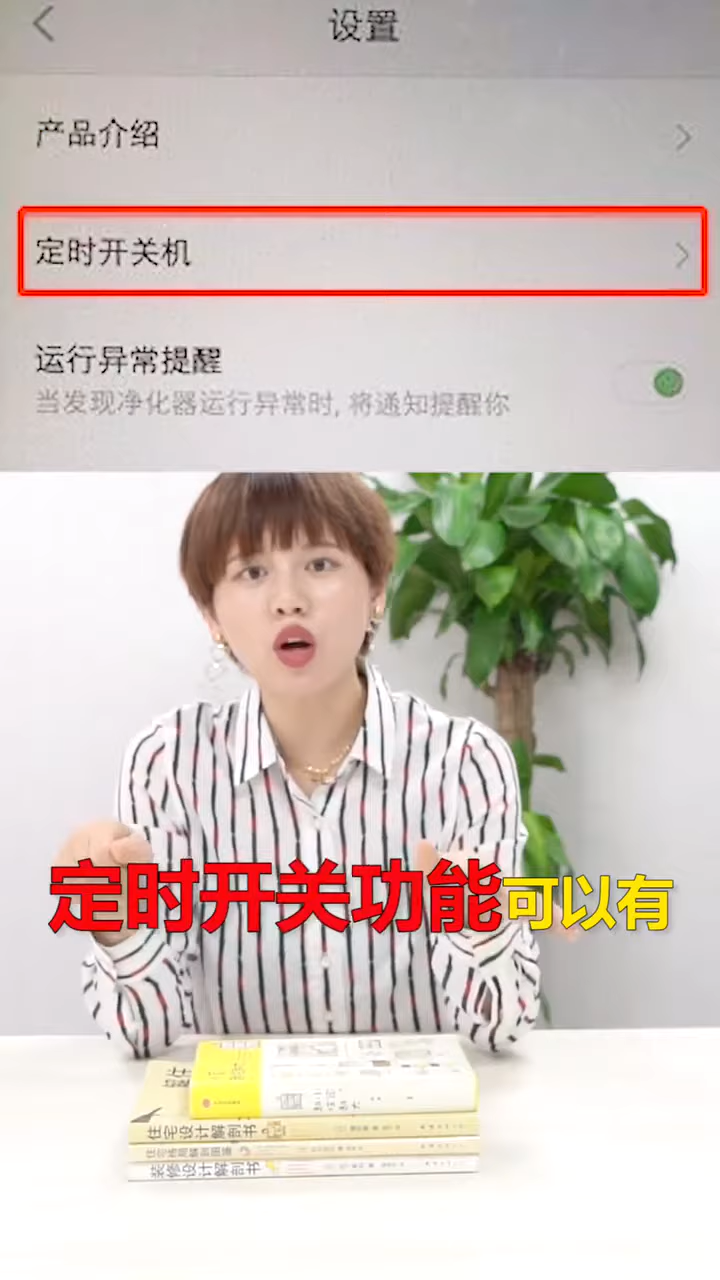 设置
产品介绍
定时开关机
运行异常提醒
当发现净化器运行异常时，将通知提醒你
定时开关功能可以有
住宅设计解剖书
装修设计解剖书